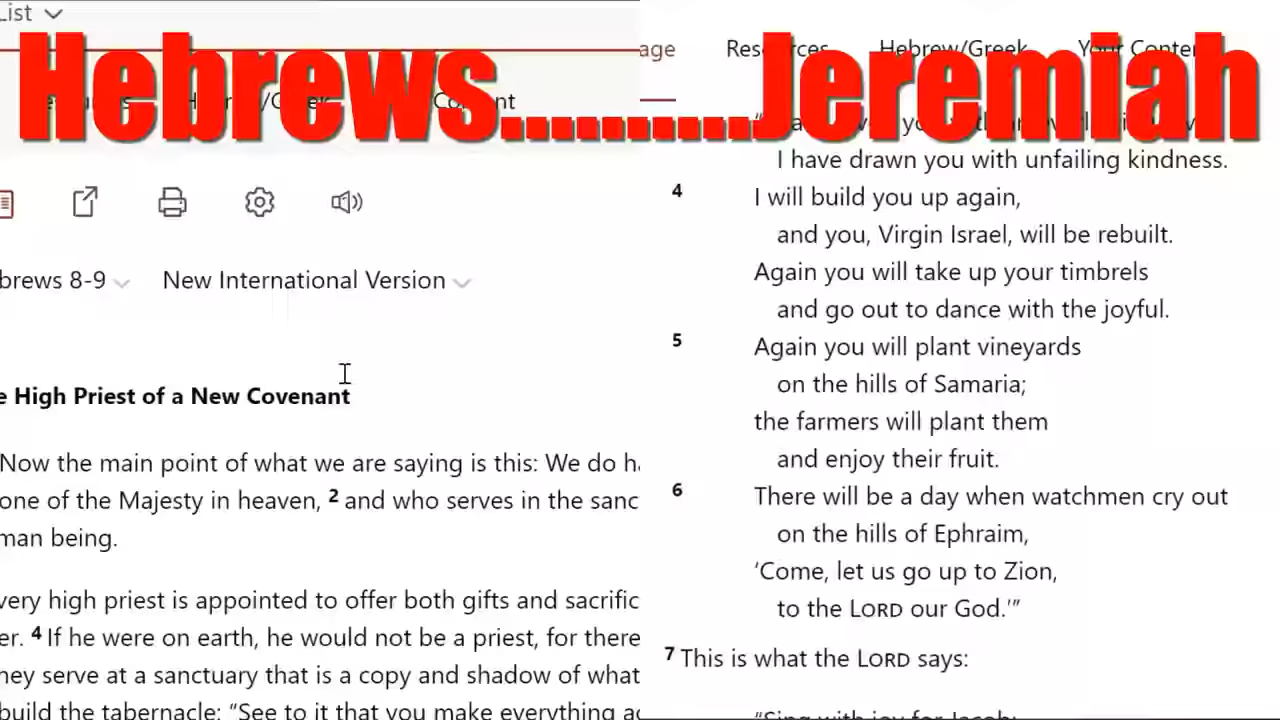 List
Hebrews..........Jeremiah
age Resources Hebrew/Greek Your Conten
Content
brews 8-9 New International Version
e High Priest of a New Covenant
Now the main point of what we are saying is this: We do ha
one of the Majesty in heaven, 2 and who serves in the sanc
man being.
very high priest is appointed to offer both gifts and sacrific
er. 4 If he were on earth, he would not be a priest, for there
hey serve at a sanctuary that is a copy and shadow of what
build the tabernacle: “See to it that you make everything ac
I have drawn you with unfailing kindness.
4 I will build you up again,
and you, Virgin Israel, will be rebuilt.
Again you will take up your timbrels
and go out to dance with the joyful.
5 Again you will plant vineyards
on the hills of Samaria;
the farmers will plant them
and enjoy their fruit.
6 There will be a day when watchmen cry out
on the hills of Ephraim,
‘Come, let us go up to Zion,
to the LORD our God.’”
7 This is what the LORD says:
“Sing with joy for Jacob;